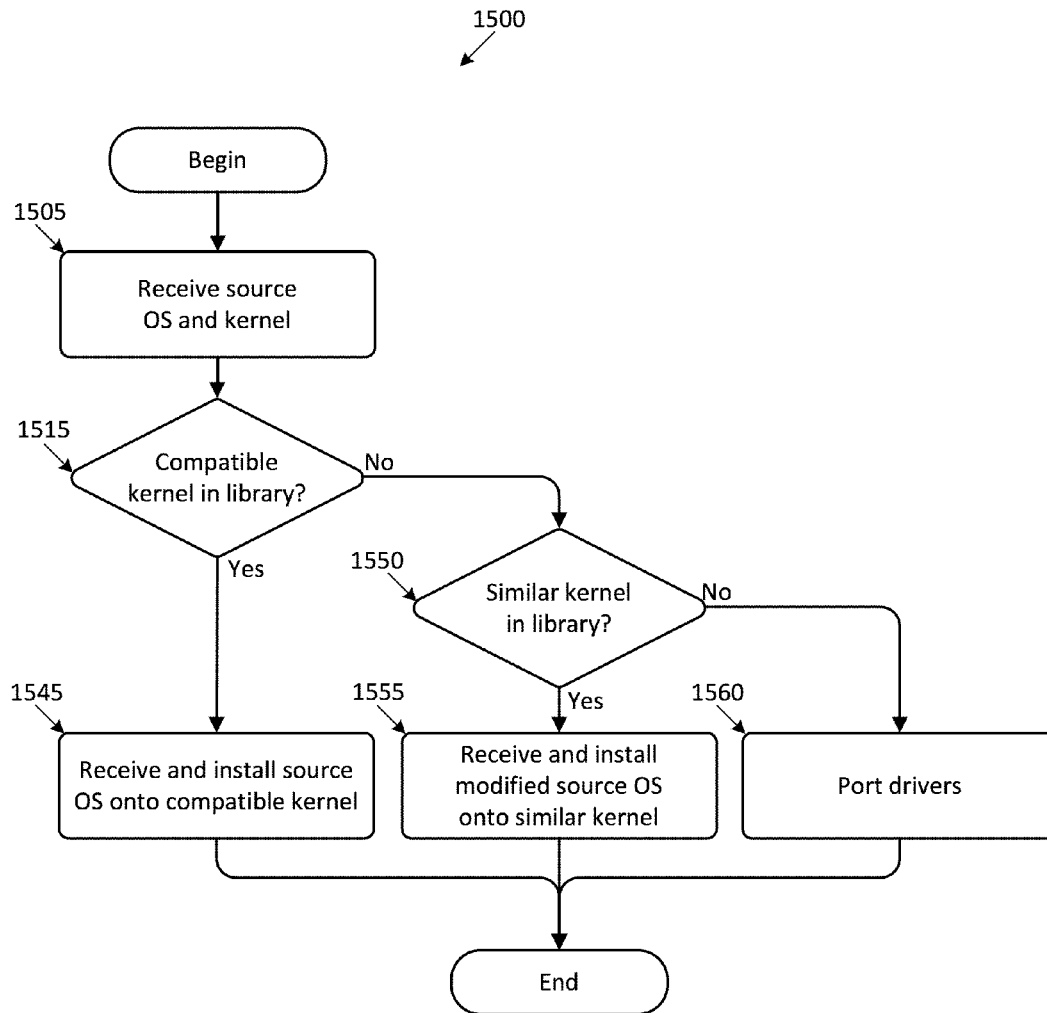 1500
Begin
1505
Receive source
OS and kernel
1515
Compatible
kernel in library?
No
Yes
1550
Similar kernel
in library?
No
Yes
1545
Receive and install source
OS onto compatible kernel
1555
Receive and install
modified source OS
onto similar kernel
1560
Port drivers
End